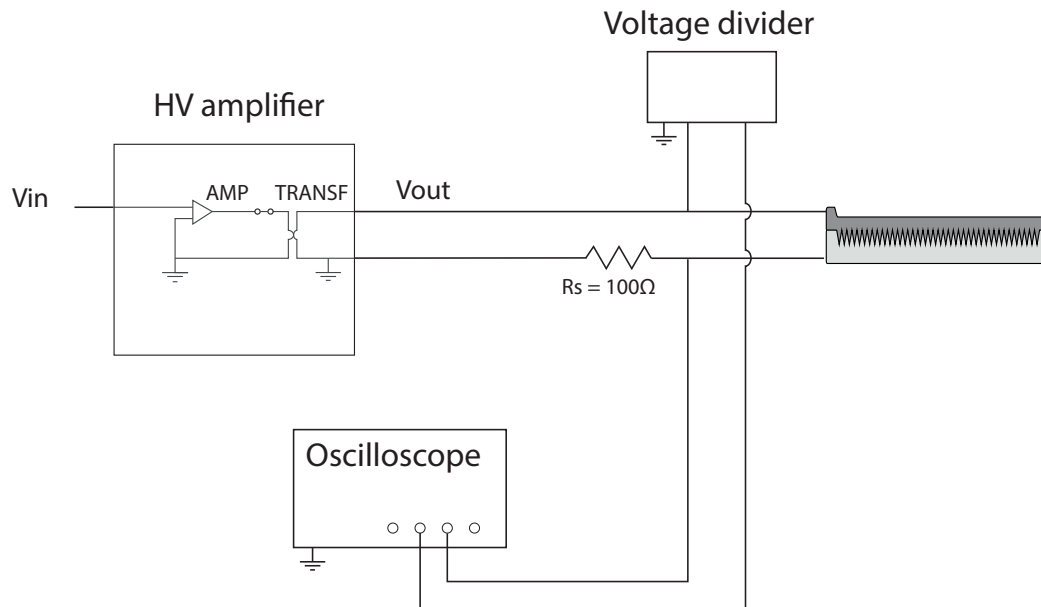 Voltage divider
HV amplifier
Vin
AMP
TRANSF
Vout
Rs = 100Ω
Oscilloscope